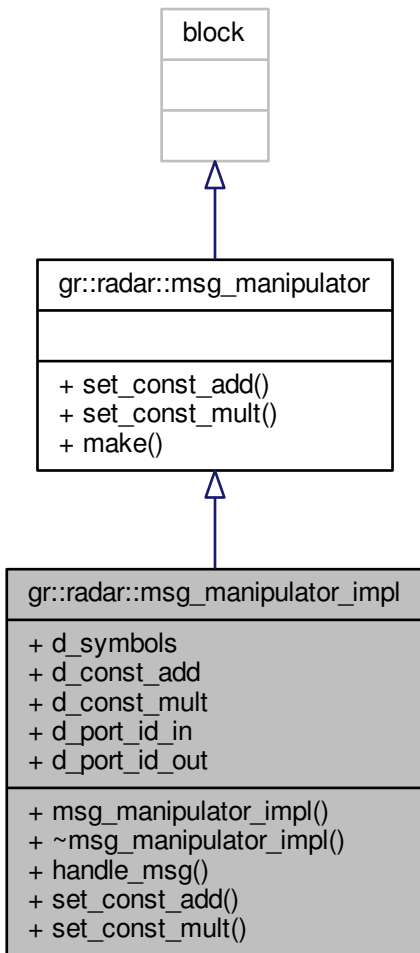 block
gr::radar::msg_manipulator
+ set_const_add()
+ set_const_mult()
+ make()
gr::radar::msg_manipulator_impl
+ d_symbols
+ d_const_add
+ d_const_mult
+ d_port_id_in
+ d_port_id_out
+ msg_manipulator_impl()
+ ~msg_manipulator_impl()
+ handle_msg()
+ set_const_add()
+ set_const_mult()